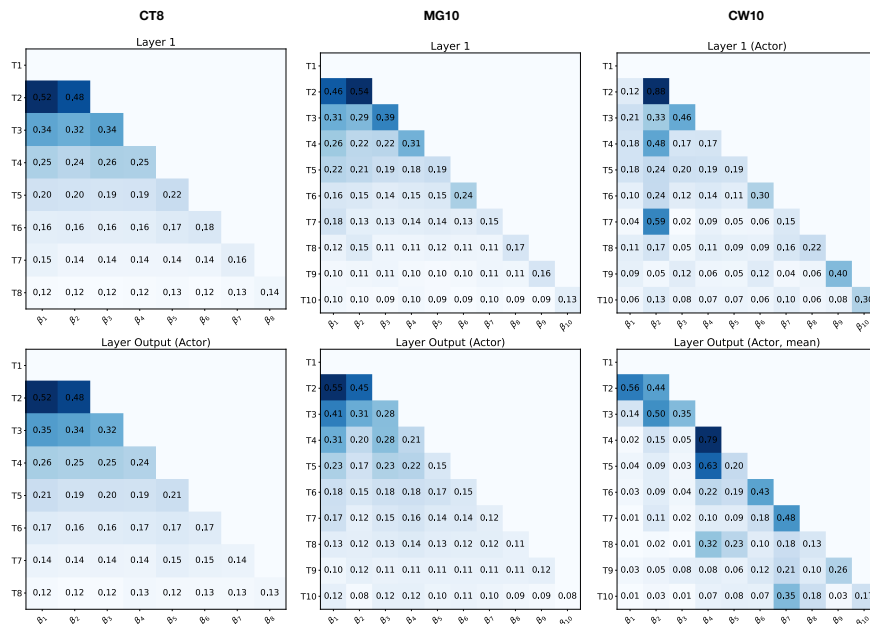 CT8
MG10
CW10
Layer 1
T1
T2 0,52 0,48
T3 0,34 0,32 0,34
T4 0,25 0,24 0,26 0,25
T5 0,20 0,20 0,19 0,19 0,22
T6 0,16 0,16 0,16 0,16 0,17 0,18
T7 0,15 0,14 0,14 0,14 0,14 0,14 0,16
T8 0,12 0,12 0,12 0,12 0,13 0,12 0,13 0,14
β1 β2 β3 β4 β5 β6 β7 β8
Layer 1
T1
T2 0,46 0,54
T3 0,31 0,29 0,39
T4 0,26 0,22 0,22 0,31
T5 0,22 0,21 0,19 0,18 0,19
T6 0,16 0,15 0,14 0,15 0,15 0,24
T7 0,18 0,13 0,13 0,14 0,14 0,13 0,15
T8 0,12 0,15 0,11 0,11 0,12 0,11 0,11 0,17
T9 0,10 0,11 0,11 0,10 0,10 0,10 0,11 0,11 0,16
T10 0,10 0,10 0,09 0,09 0,10 0,10 0,09 0,09 0,09 0,13
β1 β2 β3 β4 β5 β6 β7 β8 β9 β10
Layer 1 (Actor)
T1
T2 0,12 0,88
T3 0,21 0,33 0,46
T4 0,18 0,48 0,17 0,17
T5 0,18 0,24 0,20 0,19 0,19
T6 0,10 0,24 0,12 0,14 0,11 0,30
T7 0,04 0,59 0,02 0,09 0,05 0,06 0,15
T8 0,11 0,17 0,05 0,11 0,09 0,09 0,16 0,22
T9 0,09 0,05 0,12 0,06 0,05 0,12 0,04 0,06 0,40
T10 0,06 0,13 0,08 0,07 0,07 0,06 0,10 0,06 0,08 0,30
β1 β2 β3 β4 β5 β6 β7 β8 β9 β10
Layer Output (Actor)
T1
T2 0,52 0,48
T3 0,35 0,34 0,32
T4 0,26 0,25 0,25 0,24
T5 0,21 0,19 0,20 0,19 0,21
T6 0,17 0,16 0,16 0,17 0,17 0,17
T7 0,14 0,14 0,14 0,14 0,15 0,15 0,14
T8 0,12 0,12 0,12 0,13 0,12 0,13 0,13 0,13
β1 β2 β3 β4 β5 β6 β7 β8
Layer Output (Actor)
T1
T2 0,55 0,45
T3 0,41 0,31 0,28
T4 0,31 0,20 0,28 0,21
T5 0,23 0,17 0,23 0,22 0,15
T6 0,18 0,15 0,18 0,18 0,17 0,15
T7 0,17 0,12 0,15 0,16 0,14 0,14 0,12
T8 0,13 0,12 0,13 0,14 0,13 0,12 0,12 0,11
T9 0,10 0,12 0,11 0,11 0,11 0,11 0,11 0,12 0,12
T10 0,12 0,08 0,12 0,12 0,10 0,11 0,10 0,09 0,09 0,08
β1 β2 β3 β4 β5 β6 β7 β8 β9 β10
Layer Output (Actor, mean)
T1
T2 0,56 0,44
T3 0,14 0,50 0,35
T4 0,02 0,15 0,05 0,79
T5 0,04 0,09 0,03 0,63 0,20
T6 0,03 0,09 0,04 0,22 0,19 0,43
T7 0,01 0,11 0,02 0,10 0,09 0,18 0,48
T8 0,01 0,02 0,01 0,32 0,23 0,10 0,18 0,13
T9 0,03 0,05 0,08 0,08 0,06 0,12 0,21 0,10 0,26
T10 0,01 0,03 0,01 0,07 0,08 0,07 0,35 0,18 0,03
β1 β2 β3 β4 β5 β6 β7 β8 β9 β10